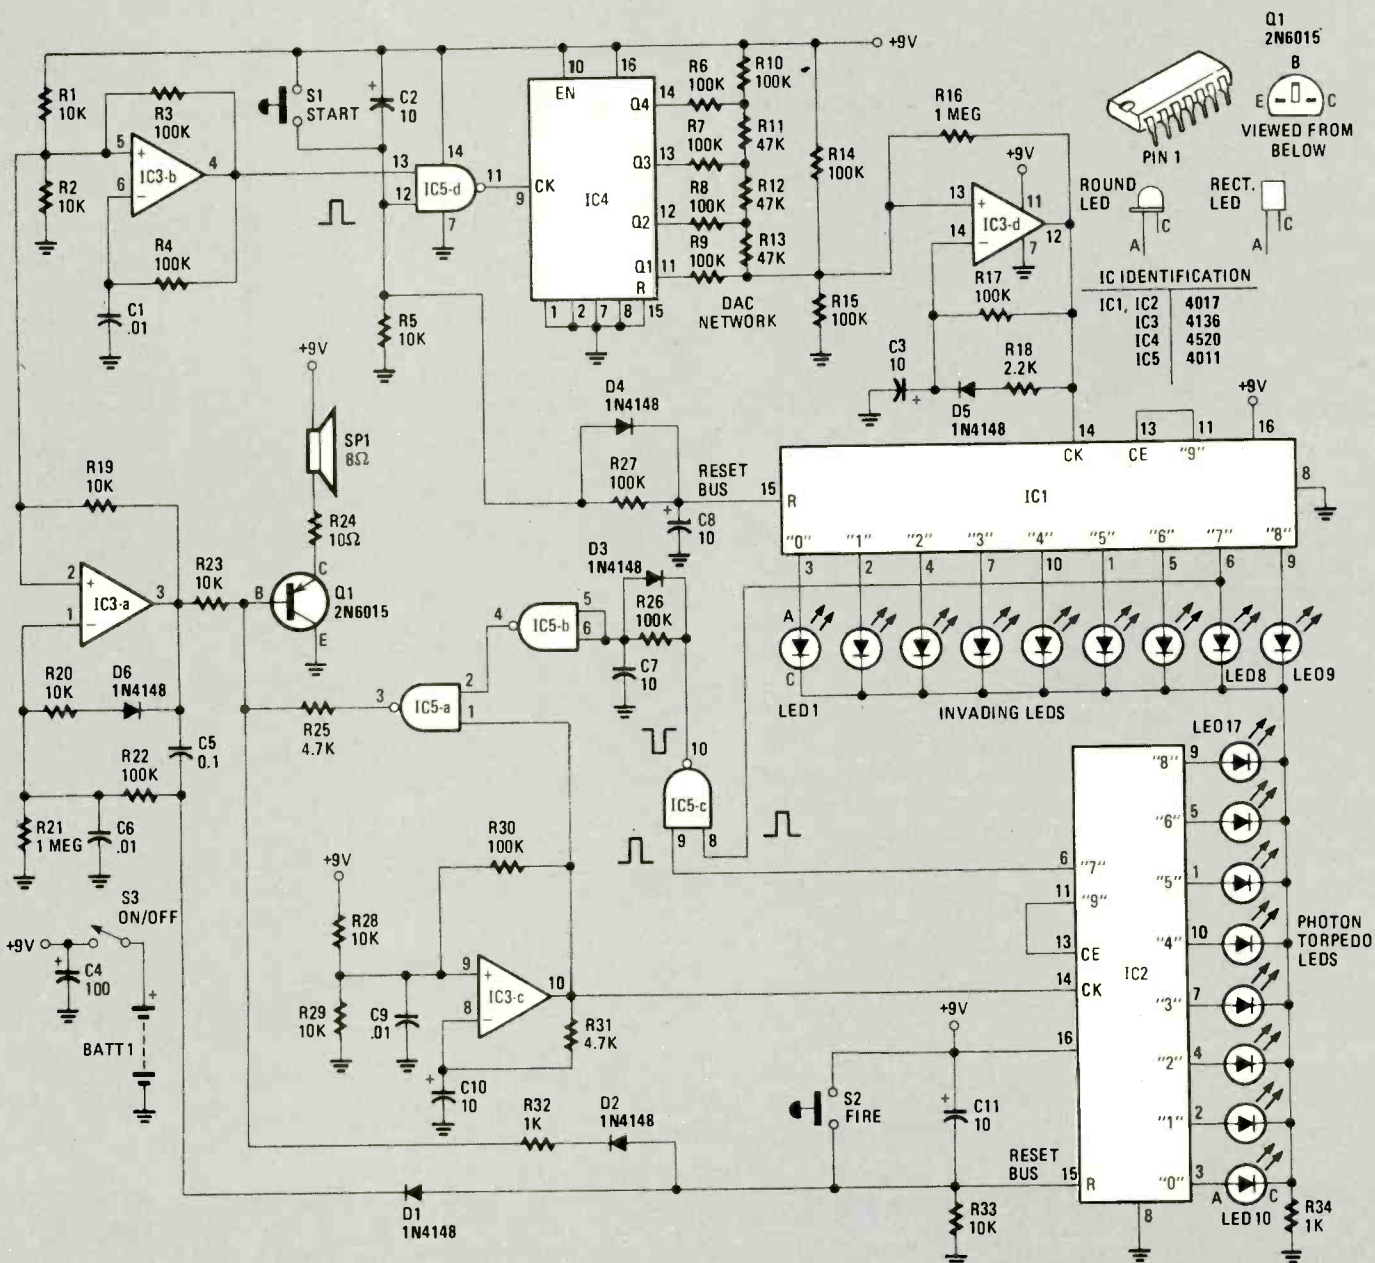 +9V
R1
10K
R2
10K
R3
100K
5
+
6
−
IC3-b
4
R4
100K
C1
.01
S1
START
+
C2
10
14
13
12
IC5-d
11
7
R5
10K
10
16
EN
Q4
14
Q3
13
Q2
12
Q1
11
R
CK
9
IC4
1
2
7
8
15
R6
100K
R7
100K
R8
100K
R9
100K
R10
100K
R11
47K
R12
47K
R13
47K
DAC
NETWORK
R14
100K
R15
100K
R16
1 MEG
+9V
13
+
14
−
11
IC3-d
12
7
R17
100K
R18
2.2K
D5
1N4148
C3
10
+
Q1
2N6015
B
E
C
VIEWED FROM
BELOW
PIN 1
ROUND
LED
A
C
RECT.
LED
A
C
IC IDENTIFICATION
IC1, IC2 4017
IC3 4136
IC4 4520
IC5 4011
+9V
SP1
8Ω
R24
10Ω
C
B
E
Q1
2N6015
R19
10K
2
+
1
−
IC3-a
3
R23
10K
R20
10K
D6
1N4148
R22
100K
C5
0.1
R21
1 MEG
C6
.01
D4
1N4148
R27
100K
RESET
BUS
+
C8
10
15
R
14
CK
13
CE
11
"9"
+9V
16
8
IC1
"0"
"1"
"2"
"3"
"4"
"5"
"6"
"7"
"8"
3
2
4
7
10
1
5
6
9
A
C
LED 1
INVADING LEDS
LED8
LED9
D3
1N4148
R26
100K
C7
10
4
IC5-b
5
6
3
IC5-a
2
1
R25
4.7K
10
IC5-c
9
8
S3
ON/OFF
+9V
+
C4
100
+
BATT1
+9V
R28
10K
R29
10K
C9
.01
R30
100K
9
+
8
−
IC3-c
10
R31
4.7K
+
C10
10
R32
1K
D2
1N4148
D1
1N4148
S2
FIRE
+9V
+
C11
10
R33
10K
RESET
BUS
6
"7"
11
"9"
13
CE
14
CK
16
15
R
8
IC2
"8"
9
LED 17
"6"
5
"5"
1
"4"
10
"3"
7
"2"
4
"1"
2
"0"
3
A
C
LED 10
PHOTON
TORPEDO
LEDS
R34
1K